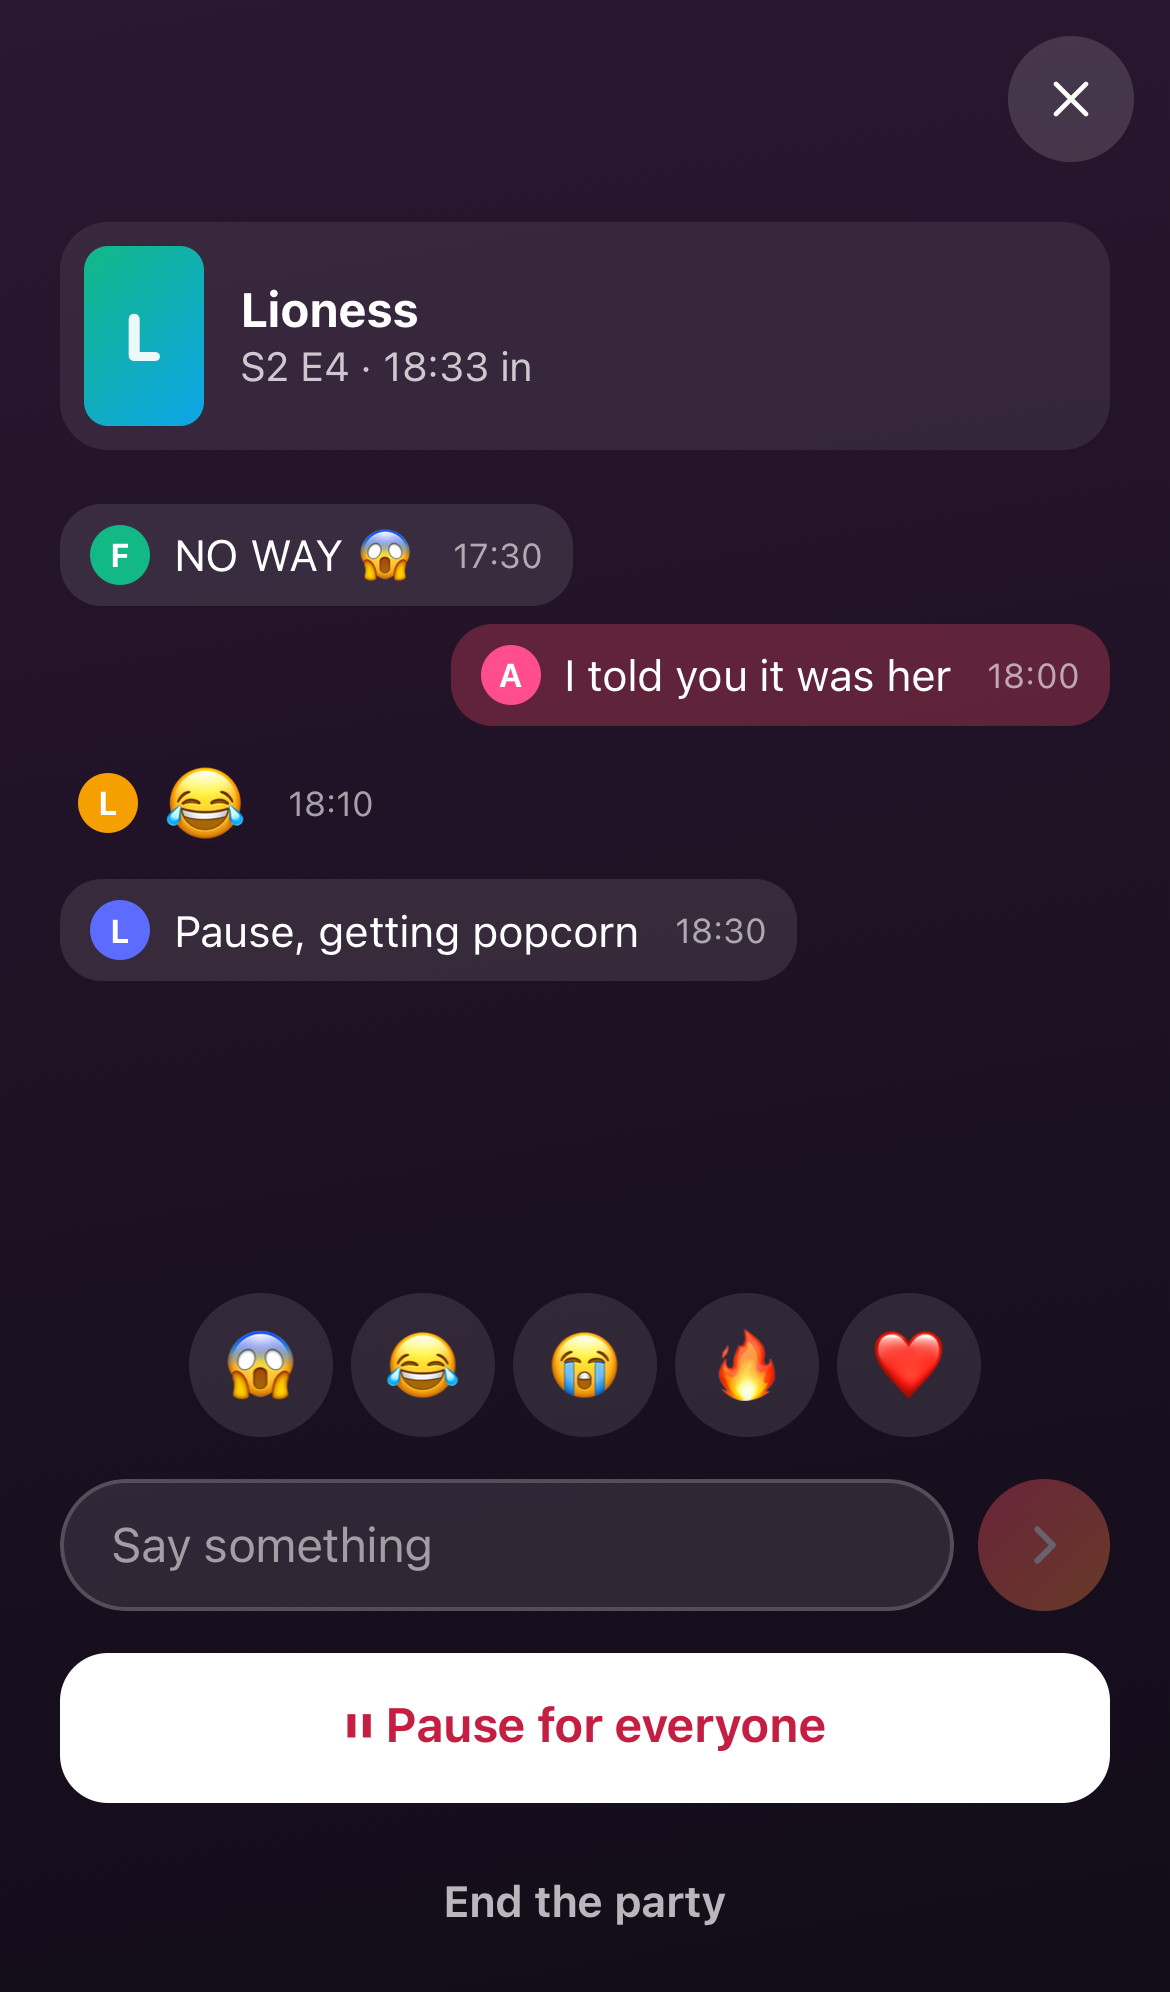 L
Lioness
S2 E4 · 18:33 in
F NO WAY 😱 17:30
A I told you it was her 18:00
L 😂 18:10
L Pause, getting popcorn 18:30
😱 😂 😭 🔥 ❤️
Say something
Pause for everyone
End the party